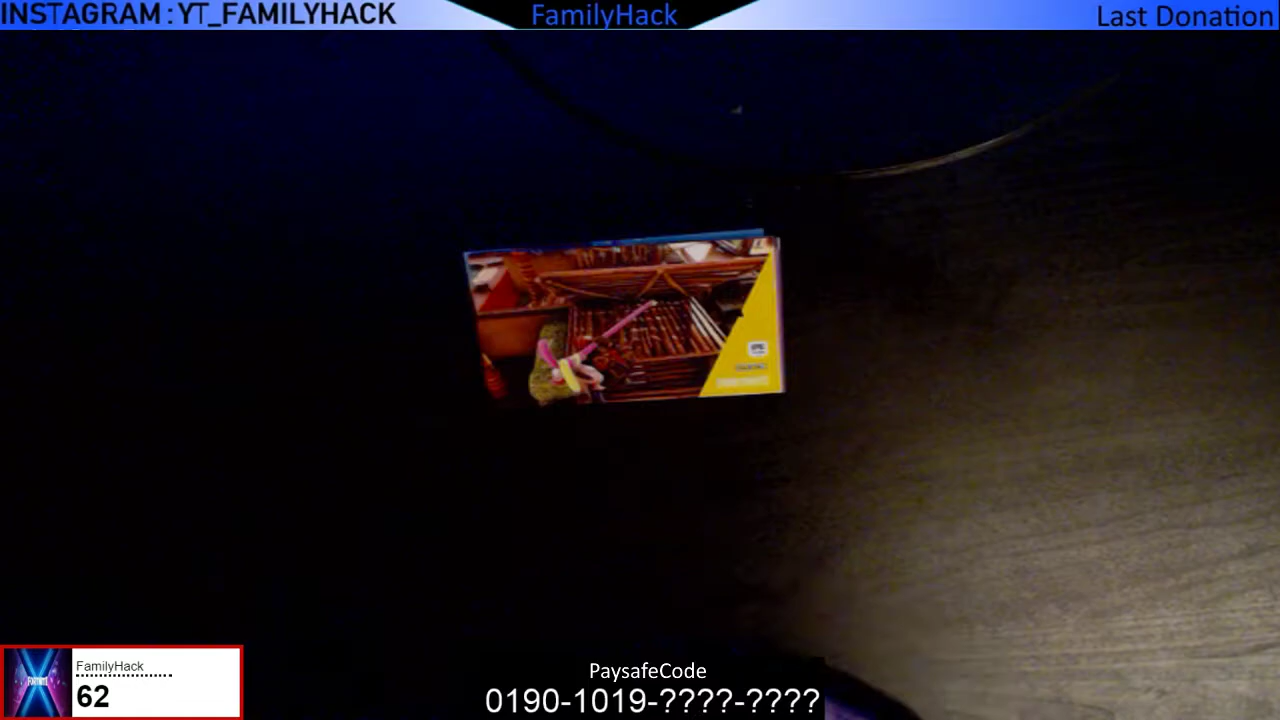 INSTAGRAM : YT_FAMILYHACK
FamilyHack
Last Donation
FamilyHack
62
PaysafeCode
0190-1019-????-????